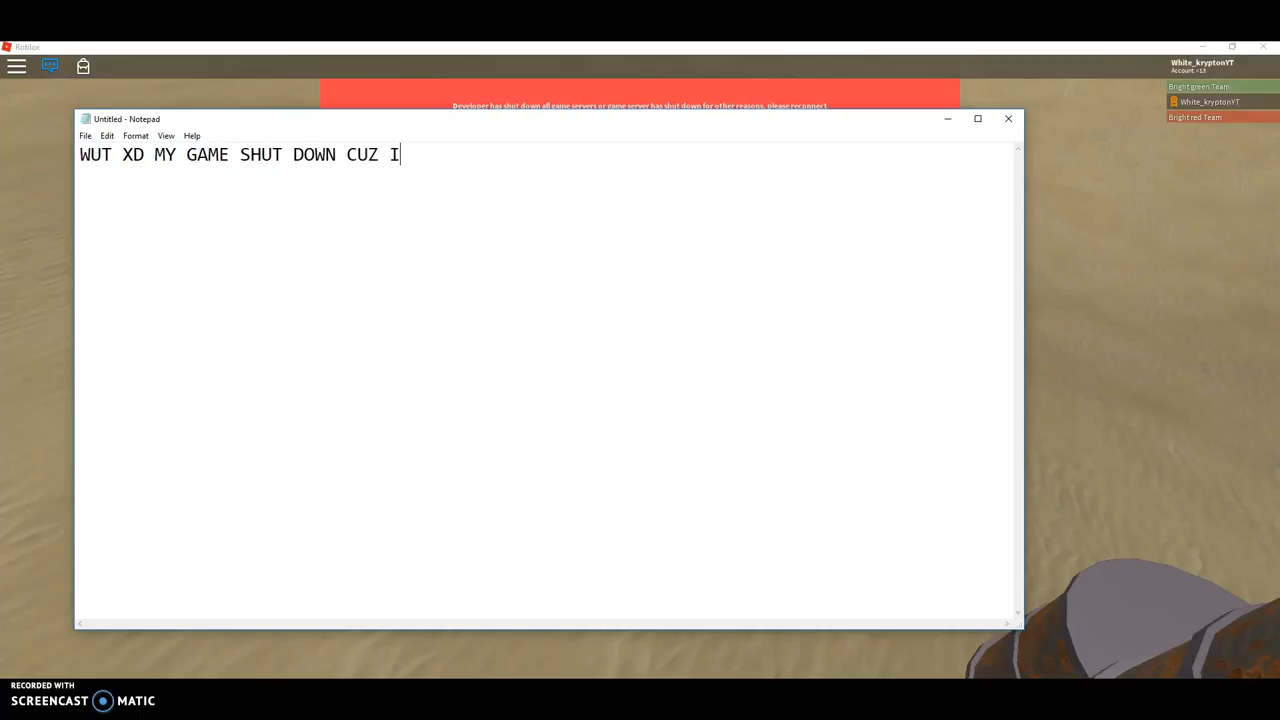 Roblox
White_kryptonYT
Account: <13
Bright green Team
White_kryptonYT
Bright red Team
Developer has shut down all game servers or game server has shut down for other reasons, please reconnect
Untitled - Notepad
File Edit Format View Help
WUT XD MY GAME SHUT DOWN CUZ I
RECORDED WITH
SCREENCAST MATIC